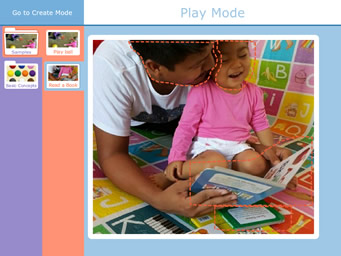 Go to Create Mode
Play Mode
Samples
Play ball
Basic Concepts
Read a Book